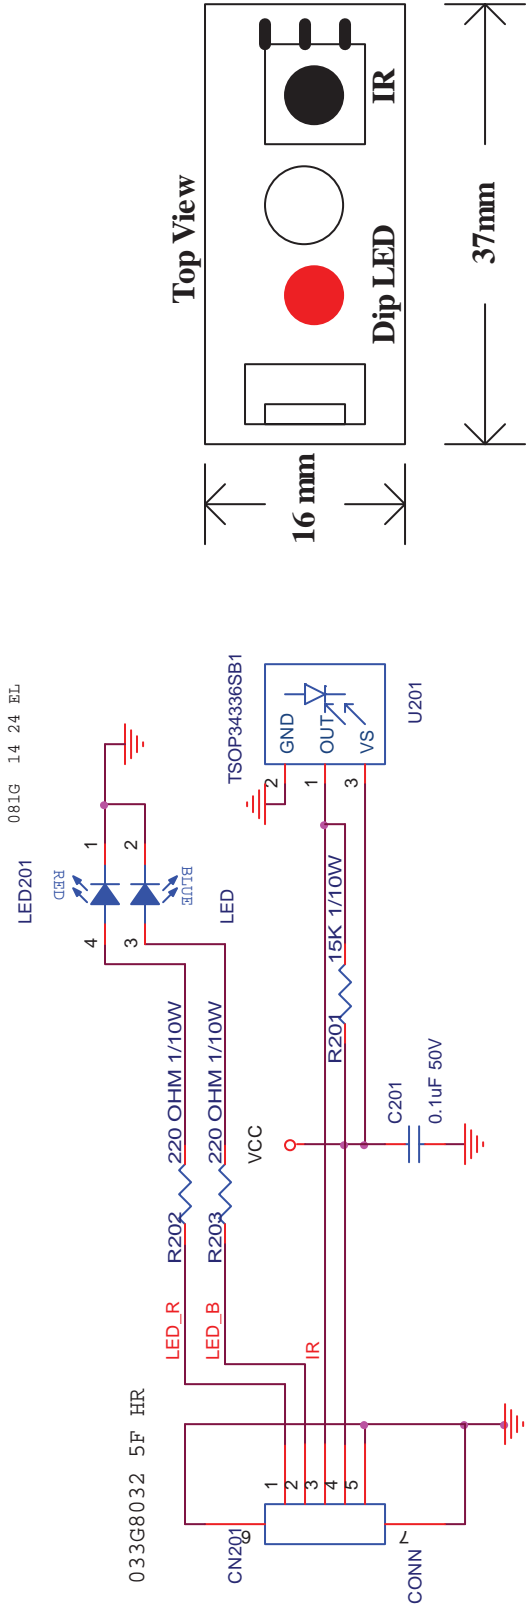 Top View
IR
Dip LED
37mm
16 mm
081G 14 24 EL
LED201
RED
BLUE
LED
1
2
4
3
TSOP34336SB1
GND
OUT
VS
U201
2
1
3
R202
220 OHM 1/10W
R203
220 OHM 1/10W
R201
15K 1/10W
VCC
C201
0.1uF 50V
LED_R
LED_B
IR
033G8032 5F HR
CN201
CONN
1
2
3
4
5
6
7